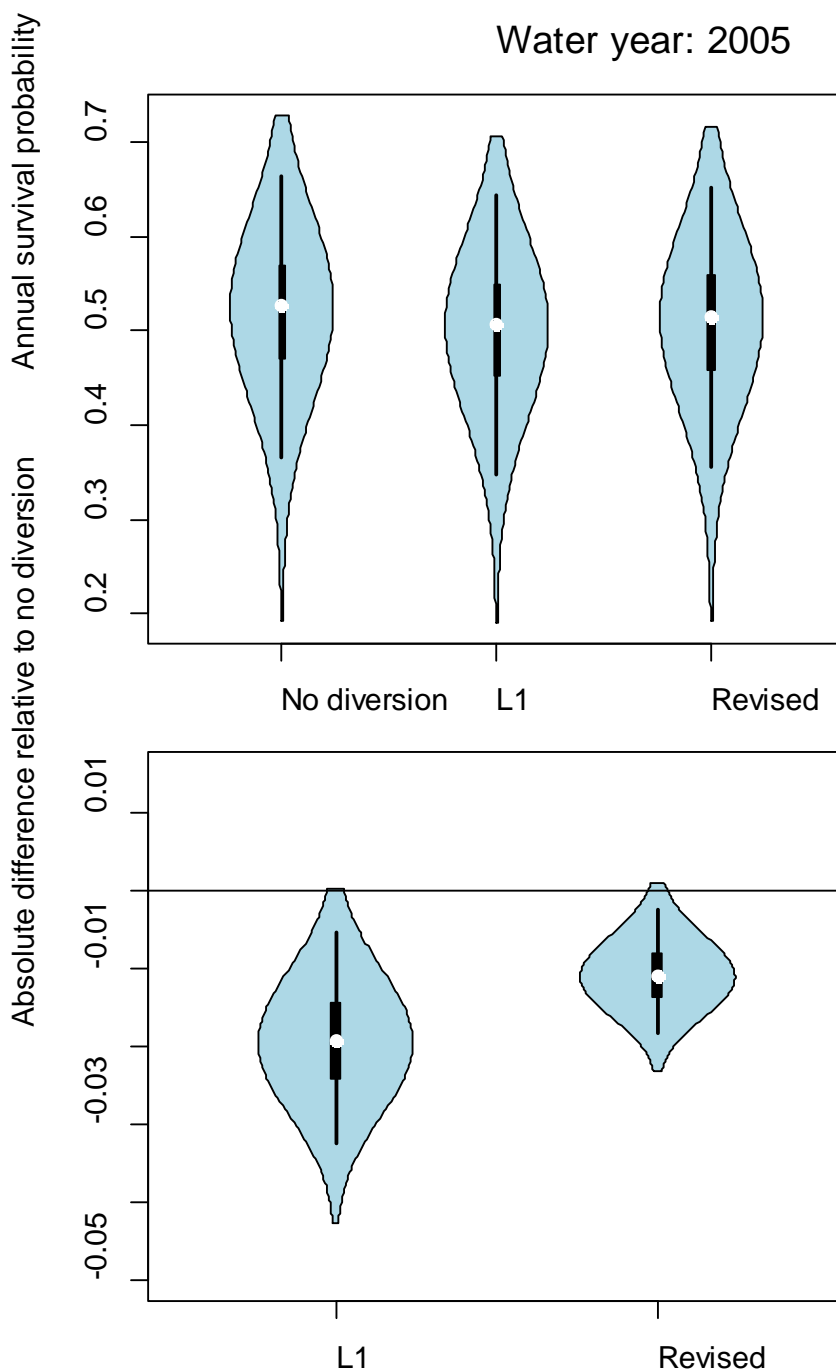 Water year: 2005
Annual survival probability
0.7
0.6
0.5
0.4
0.3
0.2
No diversion L1 Revised
Absolute difference relative to no diversion
0.01
-0.01
-0.03
-0.05
L1 Revised